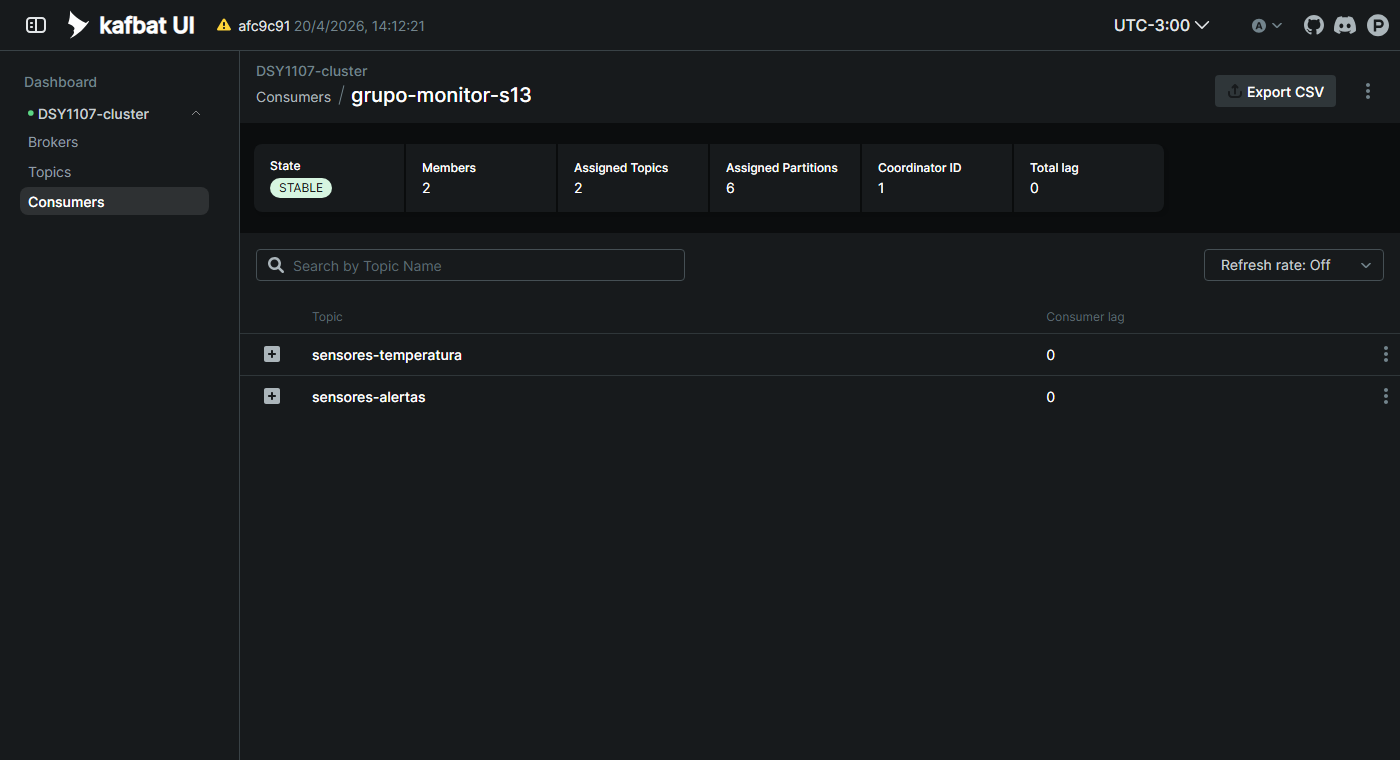 kafbat UI afc9c91 20/4/2026, 14:12:21 UTC-3:00 A P
Dashboard
DSY1107-cluster
Brokers
Topics
Consumers
DSY1107-cluster
Consumers / grupo-monitor-s13
Export CSV
State Members Assigned Topics Assigned Partitions Coordinator ID Total lag
STABLE 2 2 6 1 0
Search by Topic Name Refresh rate: Off
Topic Consumer lag
sensores-temperatura 0
sensores-alertas 0